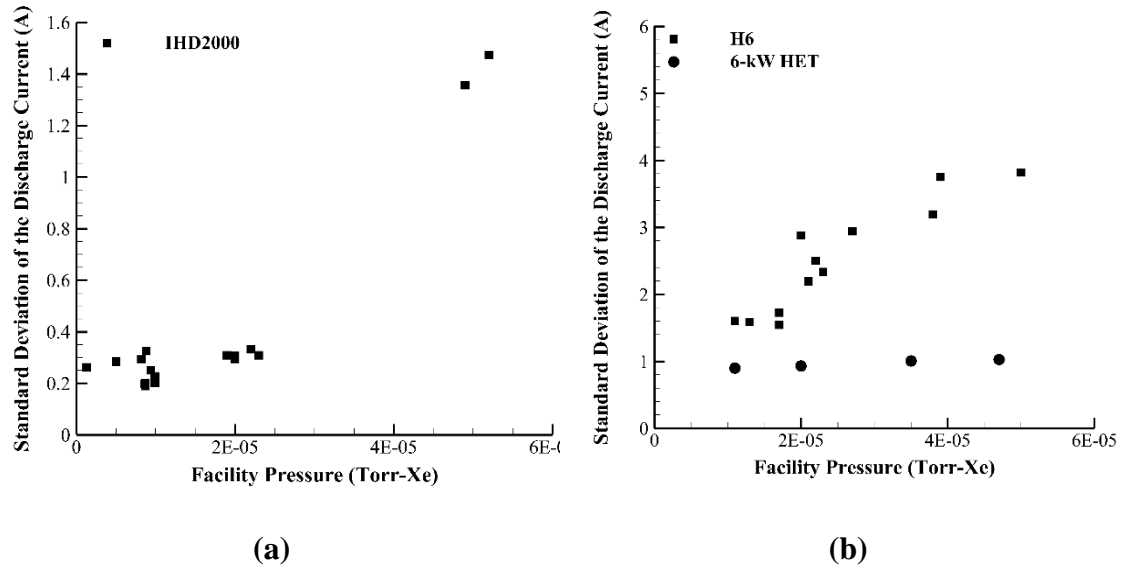 Standard Deviation of the Discharge Current (A)
1.6
1.4
1.2
1
0.8
0.6
0.4
0.2
0
IHD2000
0
2E-05
4E-05
6E-0
Facility Pressure (Torr-Xe)
(a)
Standard Deviation of the Discharge Current (A)
6
5
4
3
2
1
0
H6
6-kW HET
0
2E-05
4E-05
6E-05
Facility Pressure (Torr-Xe)
(b)